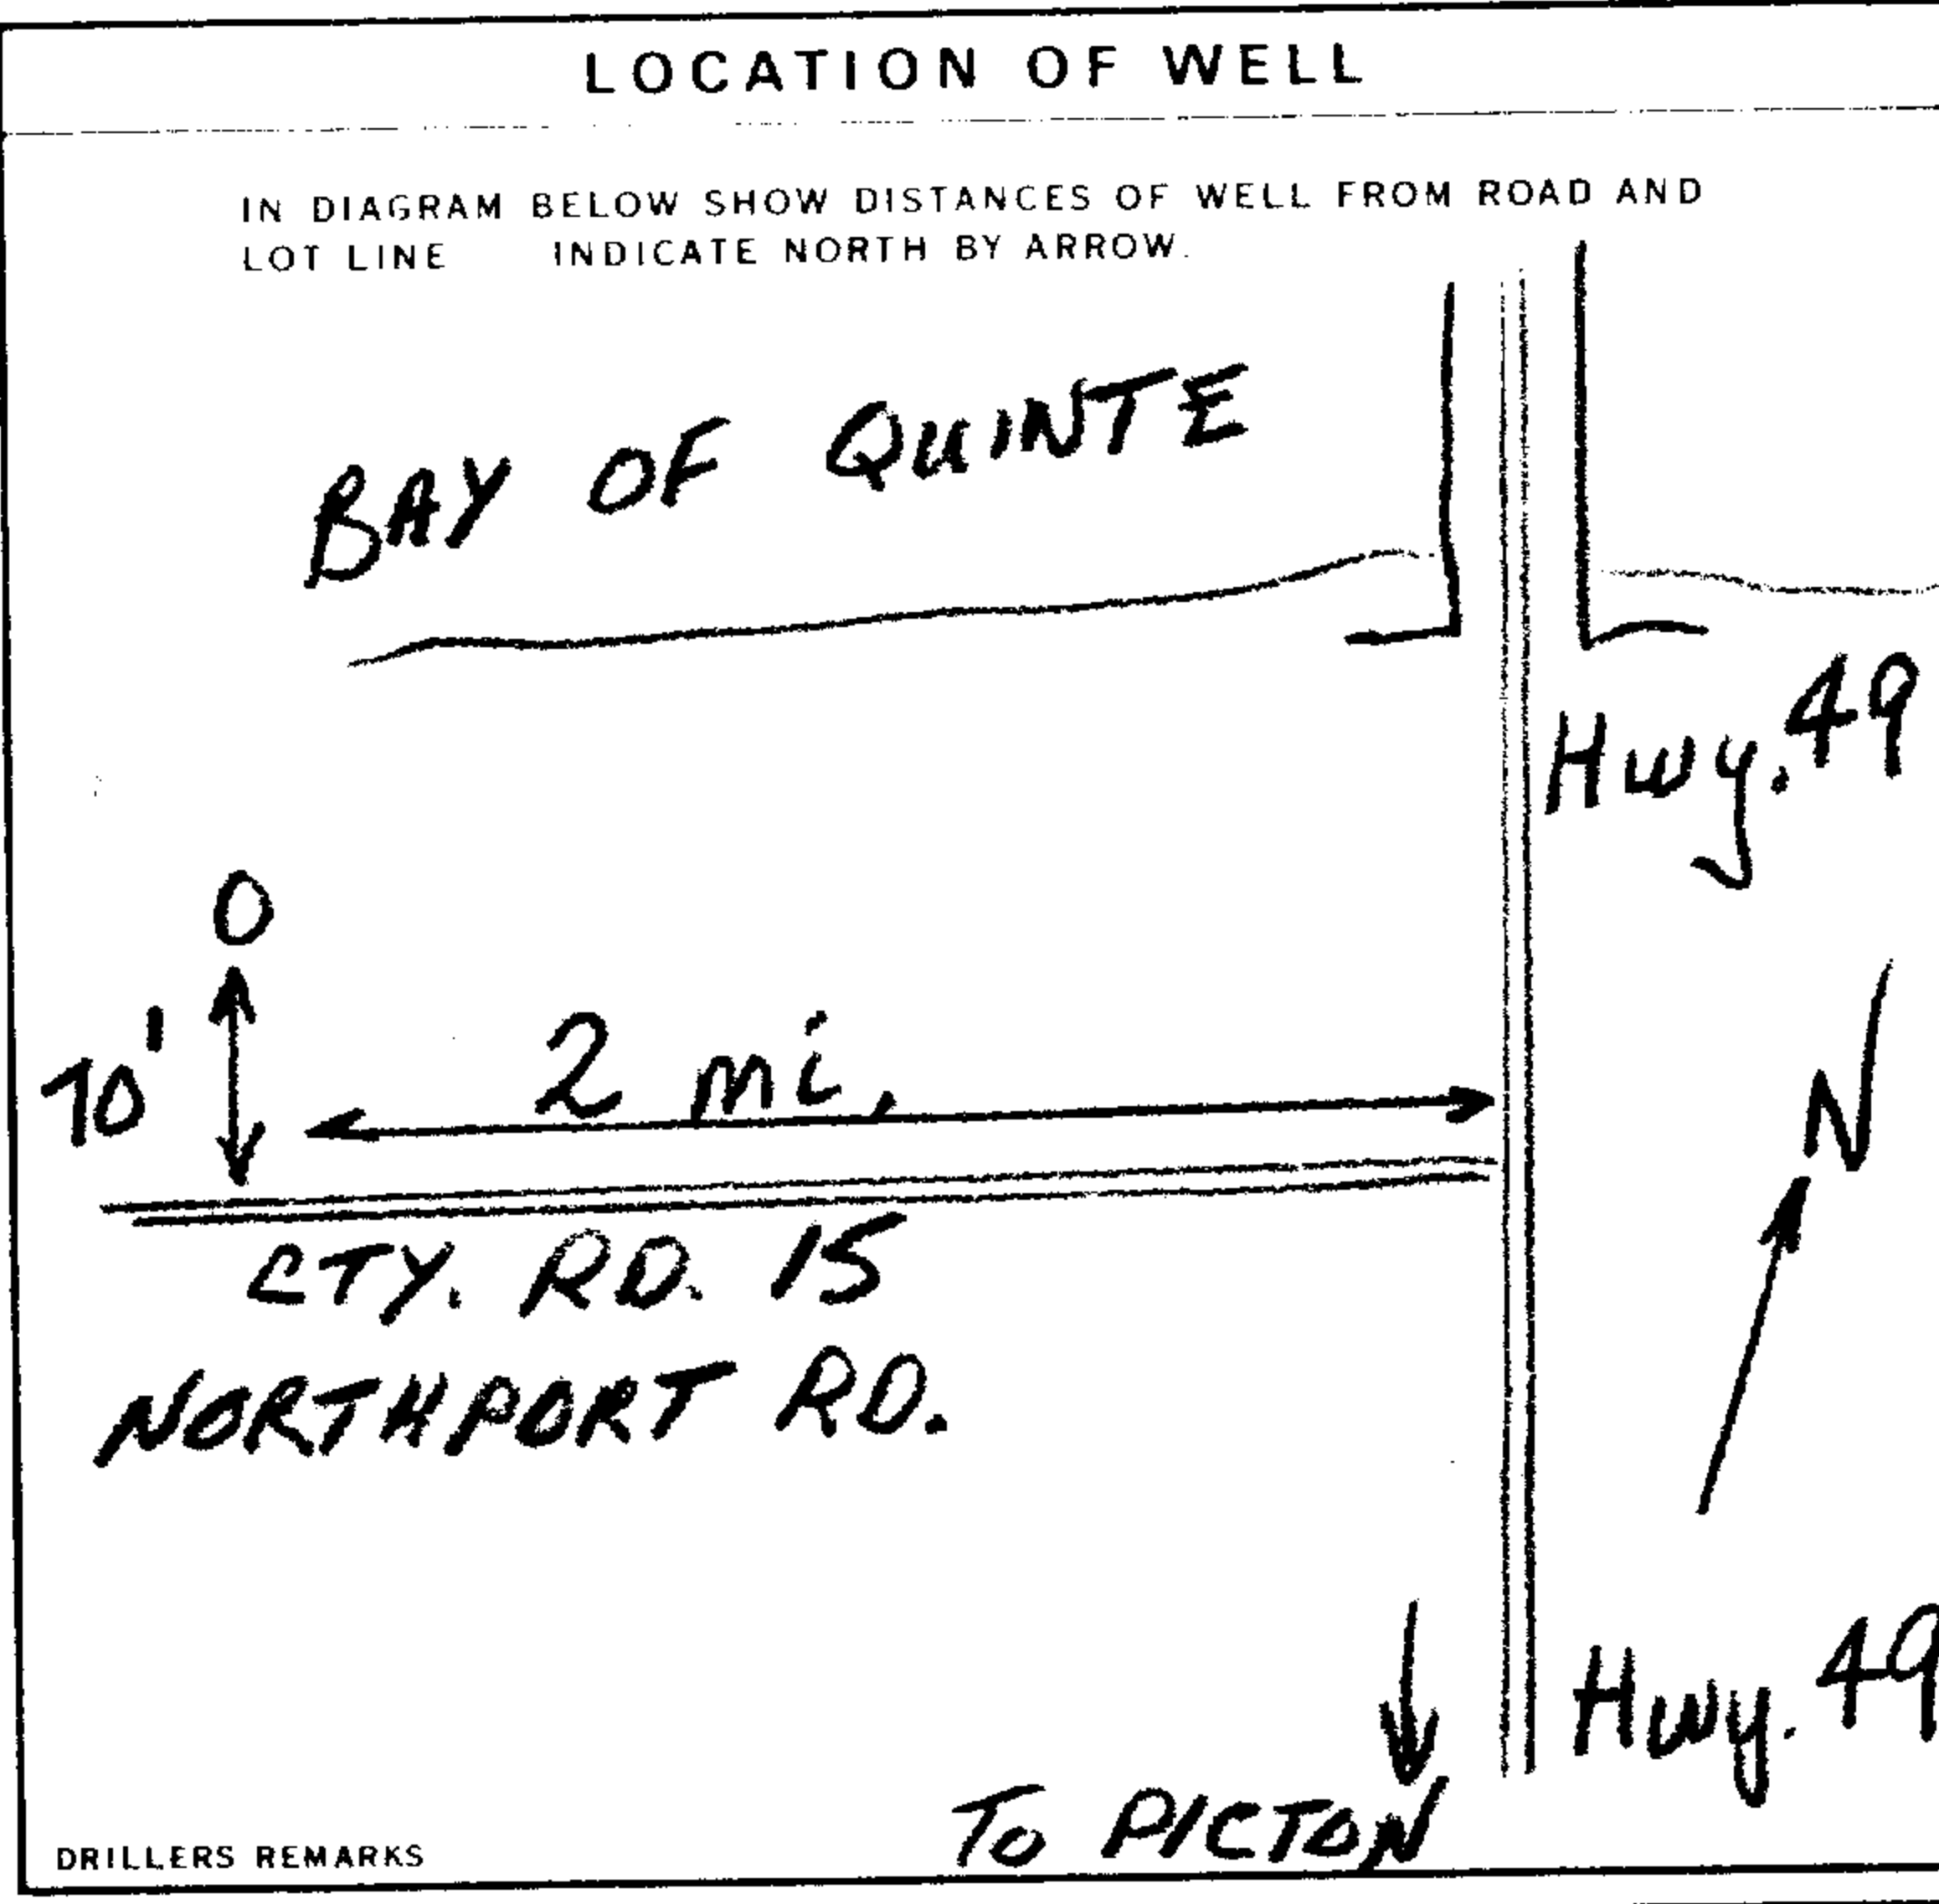 LOCATION OF WELL
IN DIAGRAM BELOW SHOW DISTANCES OF WELL FROM ROAD AND
LOT LINE INDICATE NORTH BY ARROW.
BAY OF QUINTE
Hwy. 49
70'
2 mi.
N
CTY. RD. 15
NORTHPORT RD.
Hwy. 49
TO PICTON
DRILLERS REMARKS